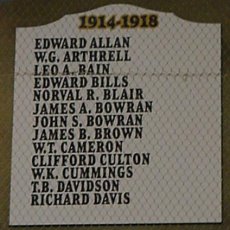 1914-1918
EDWARD ALLAN
W.G. ARTHRELL
LEO A. BAIN
EDWARD BILLS
NORVAL R. BLAIR
JAMES A. BOWRAN
JOHN S. BOWRAN
JAMES B. BROWN
W.T. CAMERON
CLIFFORD CULTON
W.K. CUMMINGS
T.B. DAVIDSON
RICHARD DAVIS